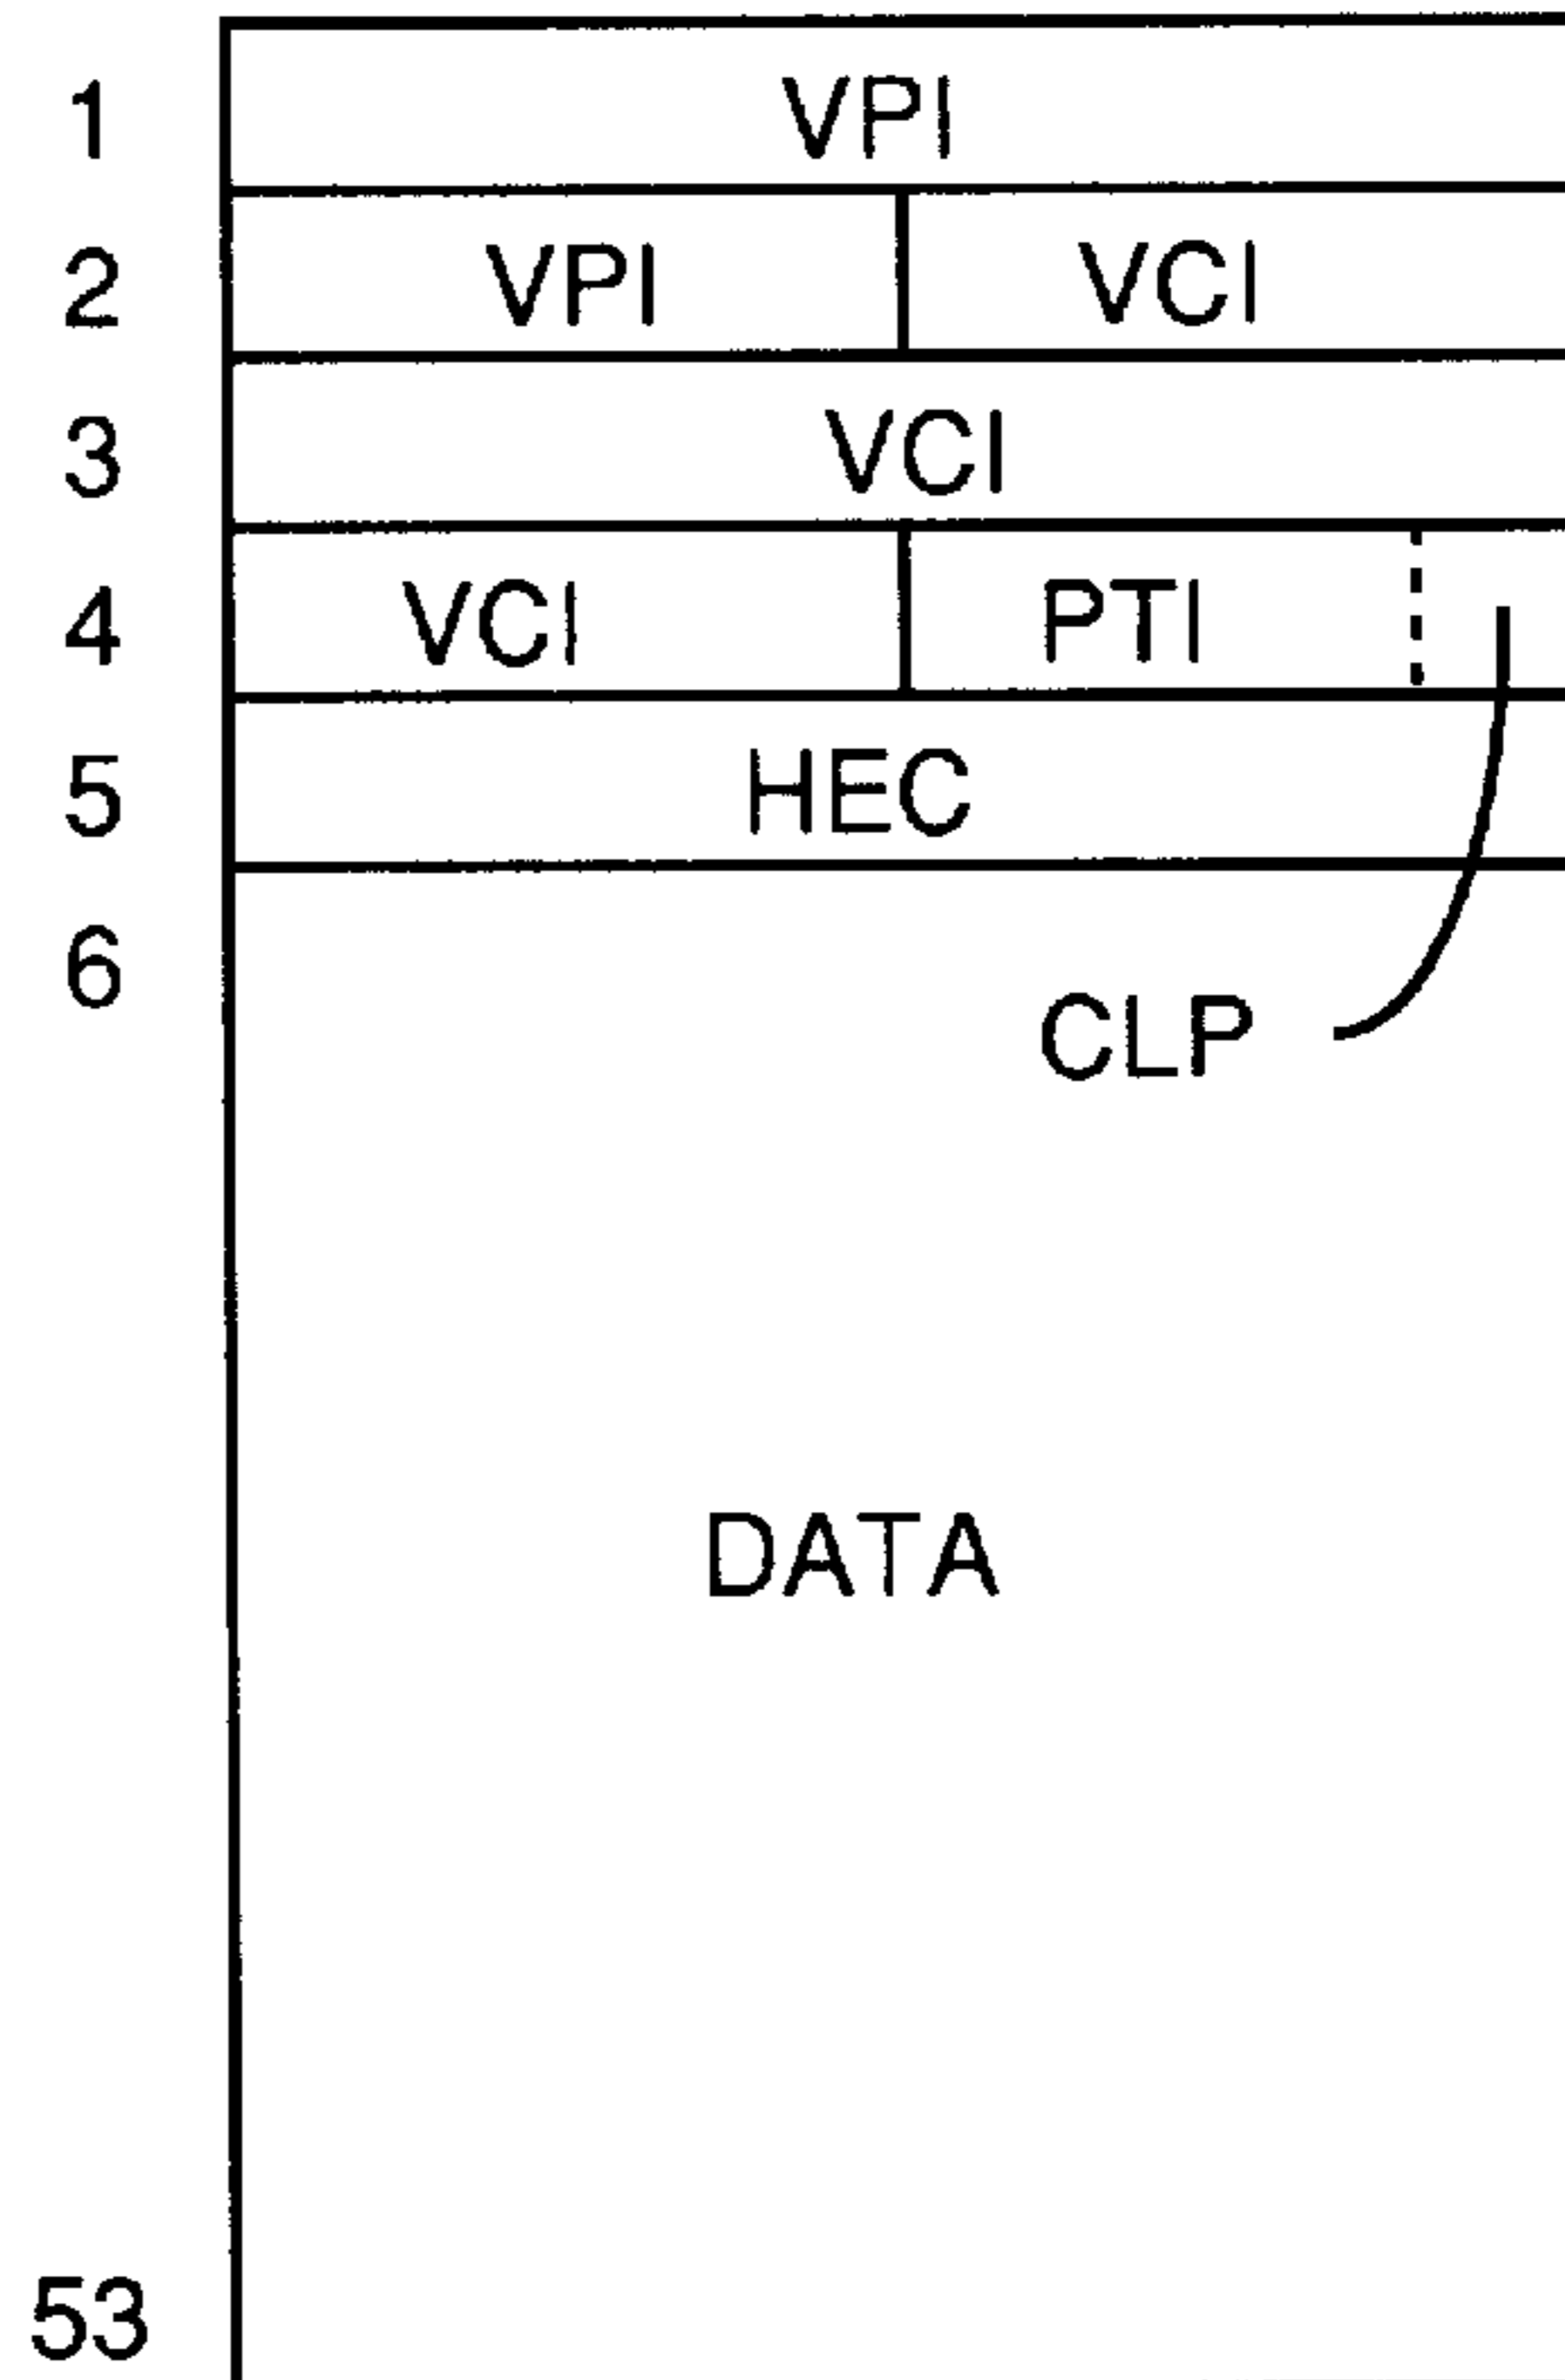 1 VPI
2 VPI VCI
3 VCI
4 VCI PTI
5 HEC
6
CLP
DATA
53